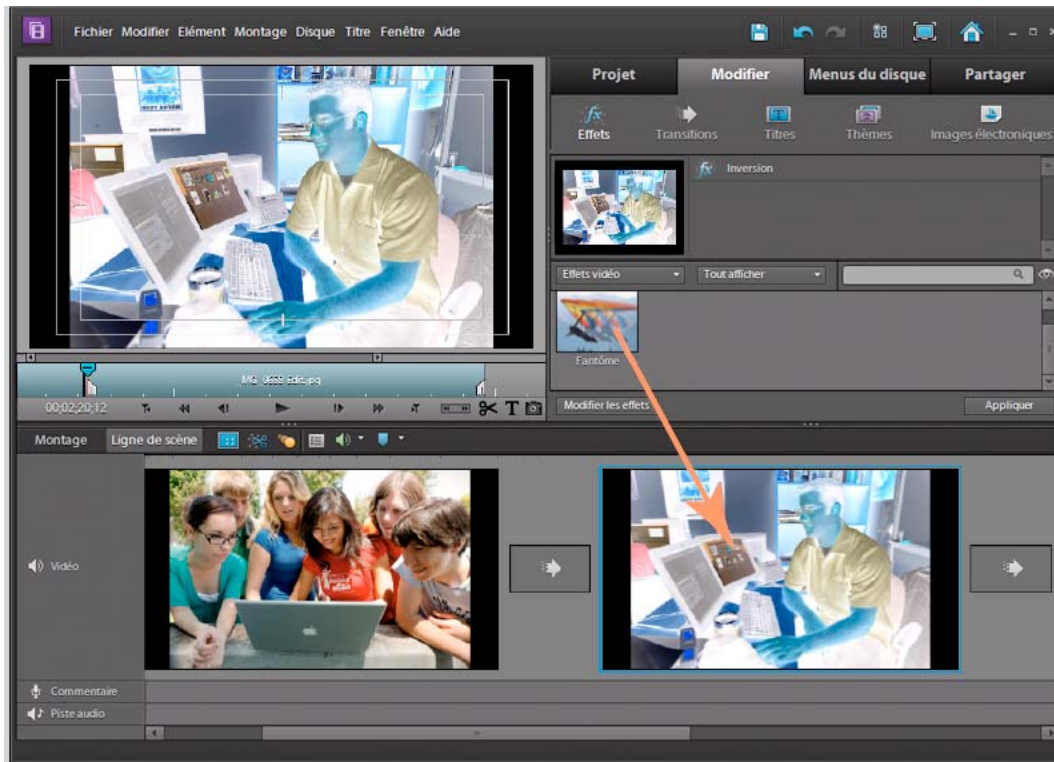 Fichier Modifier Elément Montage Disque Titre Fenêtre Aide
Projet Modifier Menus du disque Partager
Effets Transitions Titres Thèmes Images électroniques
Inversion
Effets vidéo Tout afficher
Fantôme
00;02;20;12
Modifier les effets Appliquer
Montage Ligne de scène
Vidéo
Commentaire
Piste audio